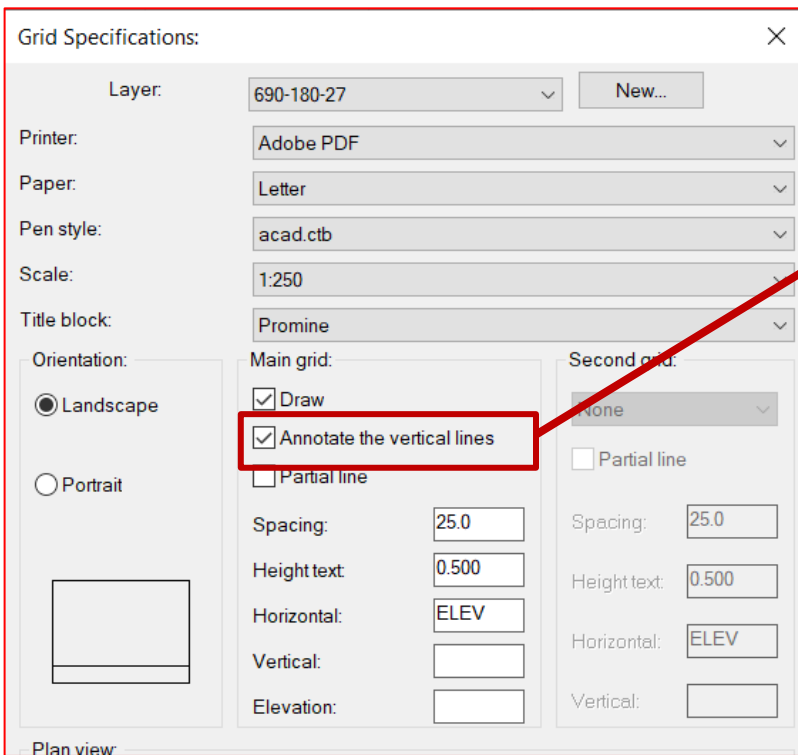 Grid Specifications:
Layer: 690-180-27 New...
Printer: Adobe PDF
Paper: Letter
Pen style: acad.ctb
Scale: 1:250
Title block: Promine
Orientation: Main grid: Second grid:
Landscape Draw None
Annotate the vertical lines
Partial line Partial line
Portrait
Spacing: 25.0 Spacing: 25.0
Height text: 0.500 Height text: 0.500
Horizontal: ELEV Horizontal: ELEV
Vertical: Vertical:
Elevation:
Plan view: